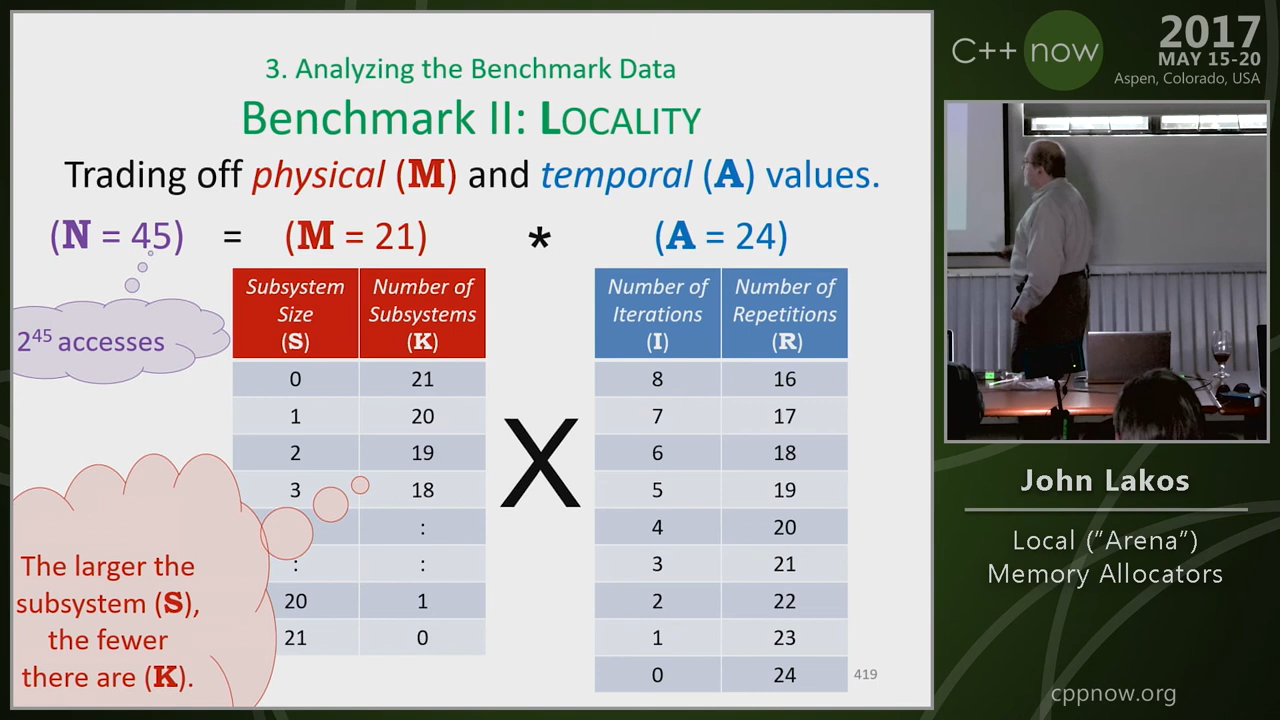 3. Analyzing the Benchmark Data
Benchmark II: LOCALITY
Trading off physical (M) and temporal (A) values.
(N = 45) = (M = 21) * (A = 24)
2^45 accesses
Subsystem Size (S) Number of Subsystems (K)
0 21
1 20
2 19
3 18
:
: :
20 1
21 0
The larger the
subsystem (S),
the fewer
there are (K).
X
Number of Iterations (I) Number of Repetitions (R)
8 16
7 17
6 18
5 19
4 20
3 21
2 22
1 23
0 24
419
C++ now
2017
MAY 15-20
Aspen, Colorado, USA
John Lakos
Local ("Arena")
Memory Allocators
cppnow.org